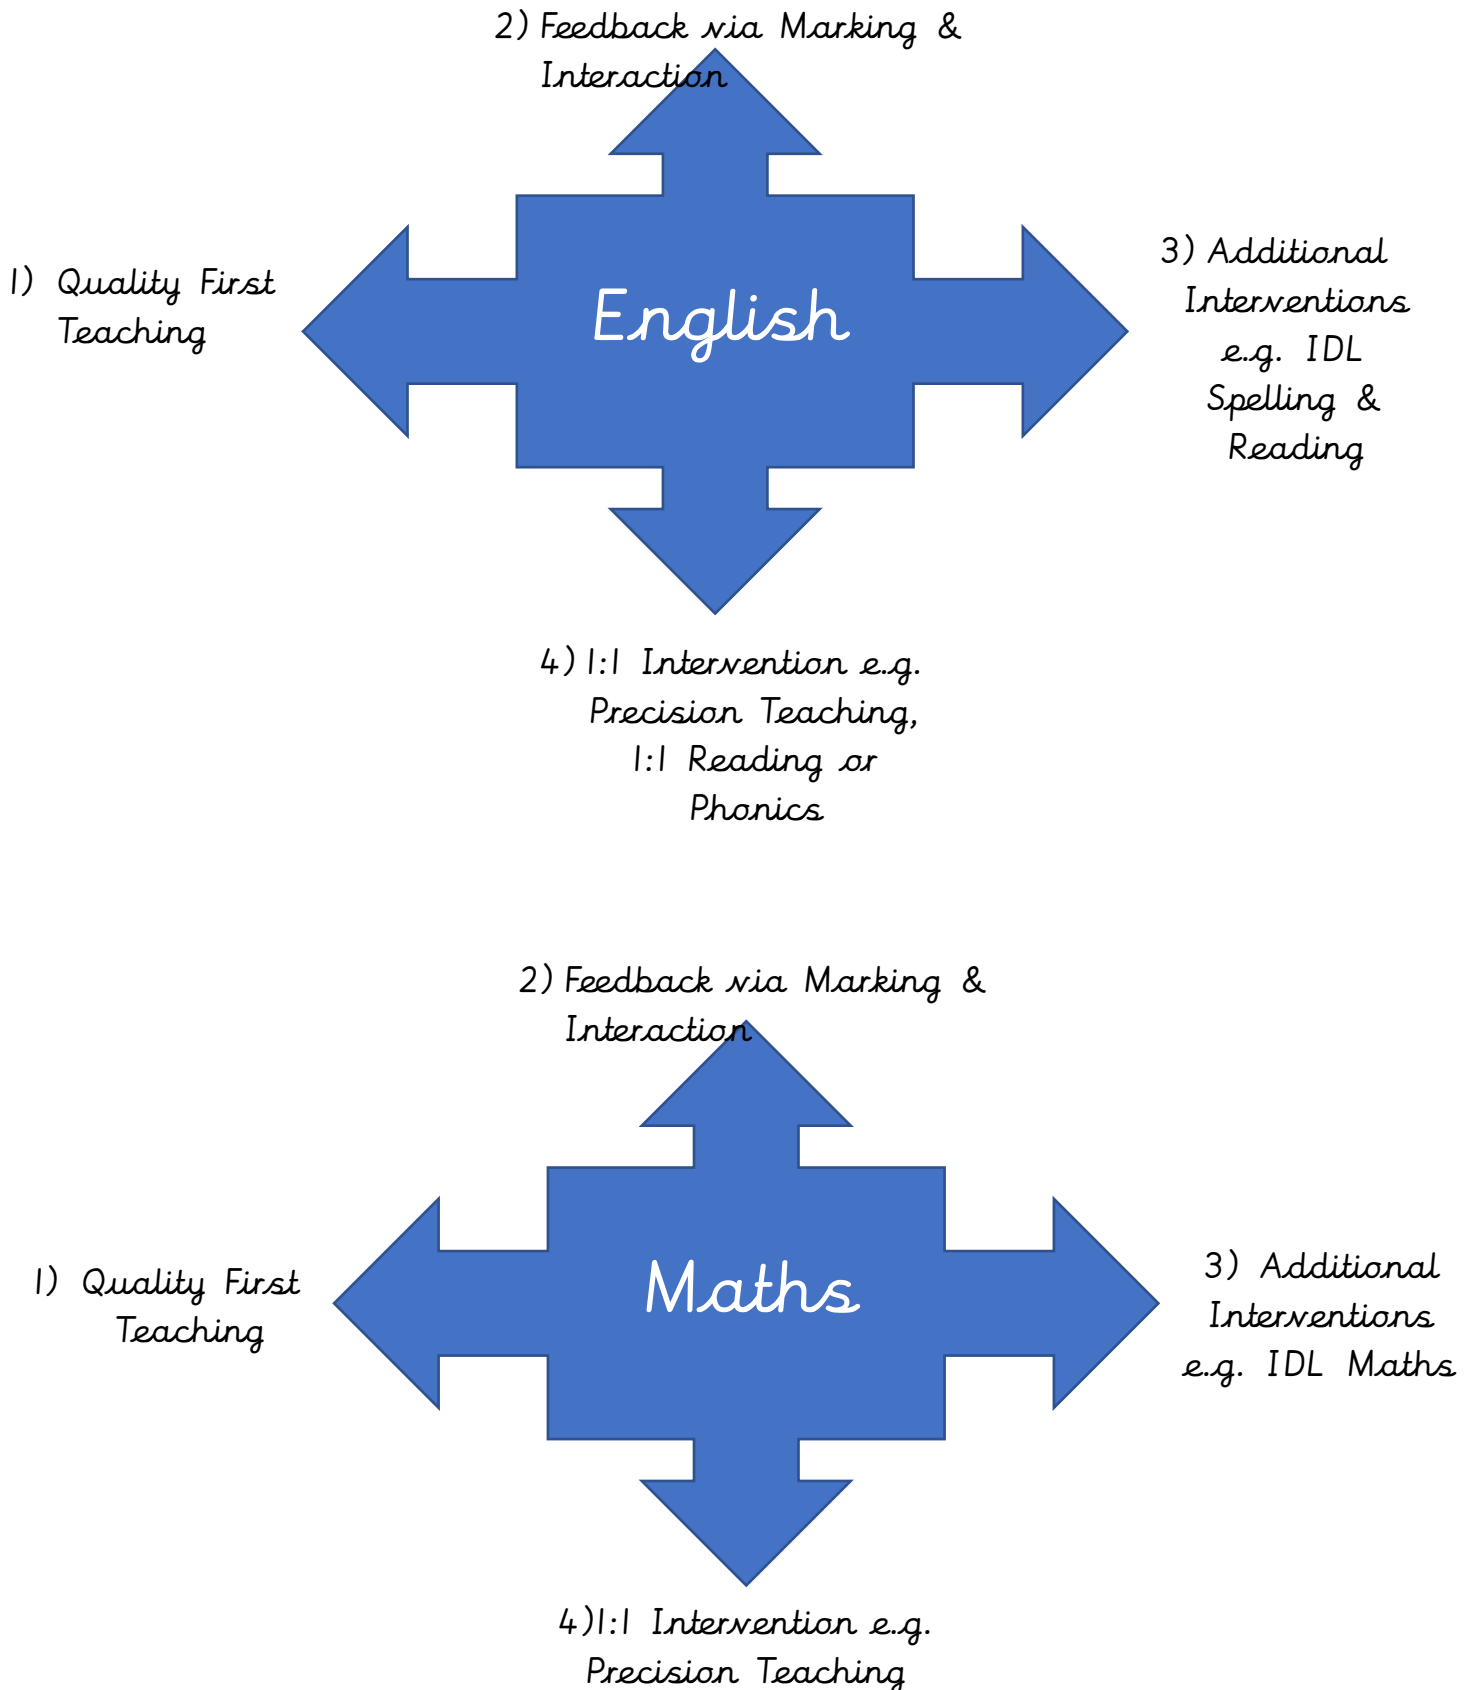 2) Feedback via Marking &
Interaction
1) Quality First
Teaching
English
3) Additional
Interventions
e.g. IDL
Spelling &
Reading
4) 1:1 Intervention e.g.
Precision Teaching,
1:1 Reading or
Phonics
2) Feedback via Marking &
Interaction
1) Quality First
Teaching
Maths
3) Additional
Interventions
e.g. IDL Maths
4)1:1 Intervention e.g.
Precision Teaching